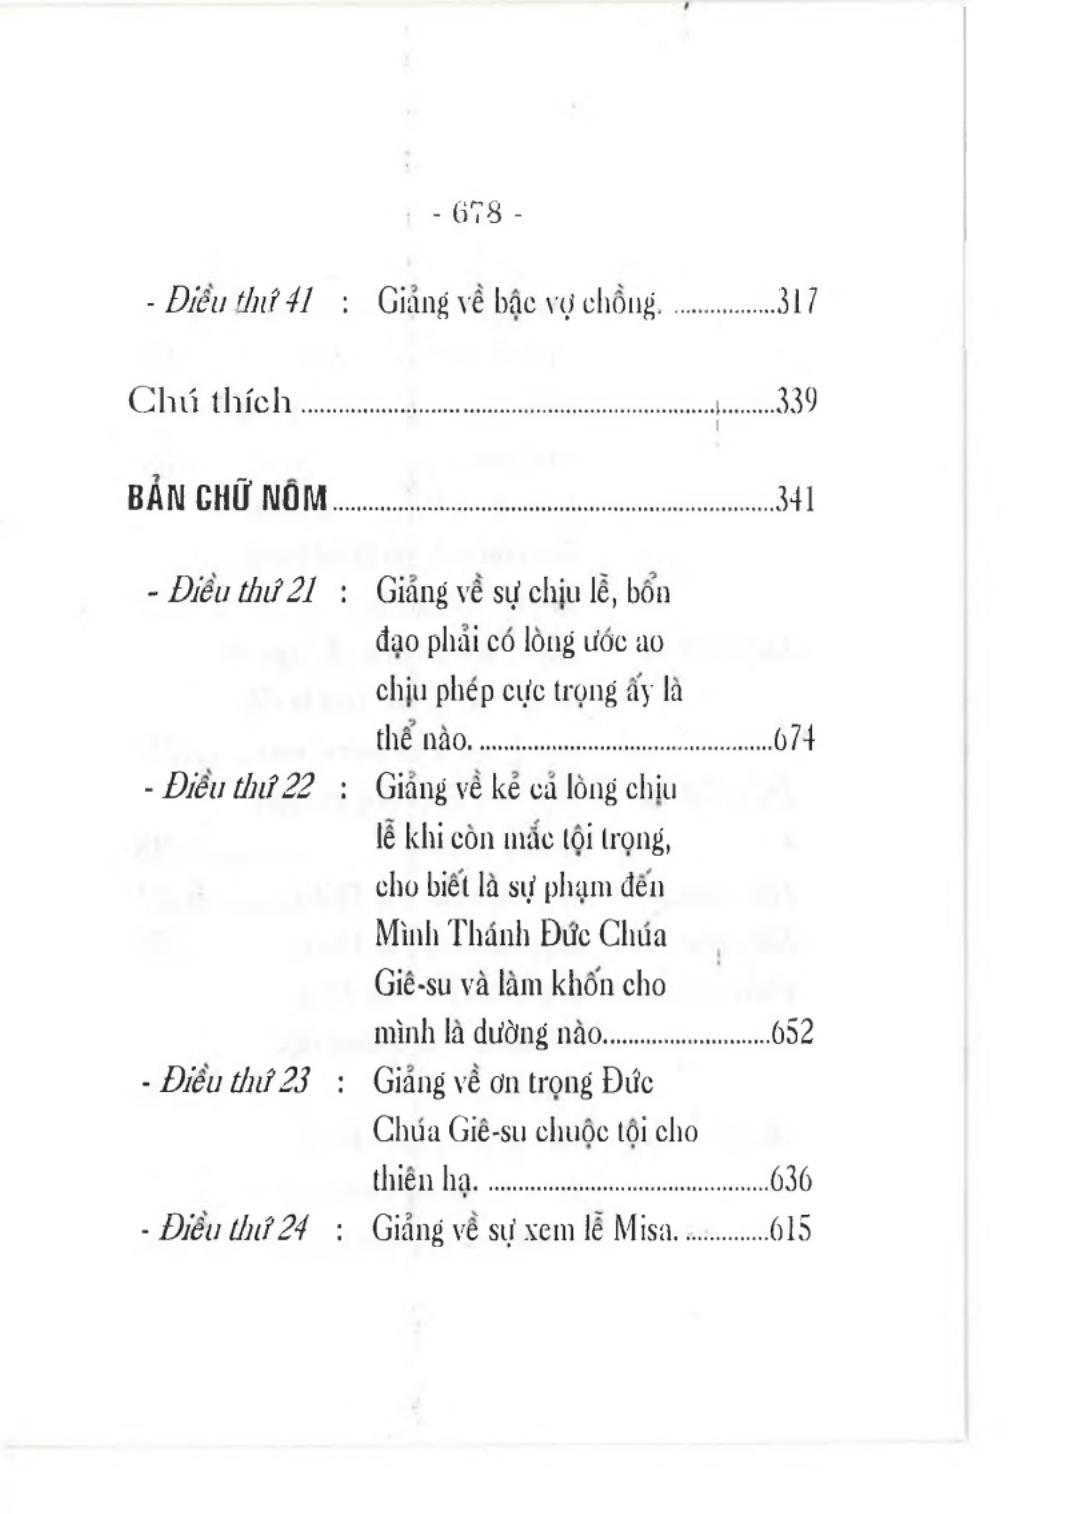 - 678 -
- Điều thứ 41 : Giảng về bậc vợ chồng. ................317
Chú thích ........................................................................339
BẢN CHỮ NÔM ...................................................................341
- Điều thứ 21 : Giảng về sự chịu lễ, bổn
đạo phải có lòng ước ao
chịu phép cực trọng ấy là
thể nào. ............................................674
- Điều thứ 22 : Giảng về kẻ cả lòng chịu
lễ khi còn mắc tội trọng,
cho biết là sự phạm đến
Mình Thánh Đức Chúa
Giê-su và làm khốn cho
mình là dường nào..........................652
- Điều thứ 23 : Giảng về ơn trọng Đức
Chúa Giê-su chuộc tội cho
thiên hạ. ...........................................636
- Điều thứ 24 : Giảng về sự xem lễ Misa. .............615